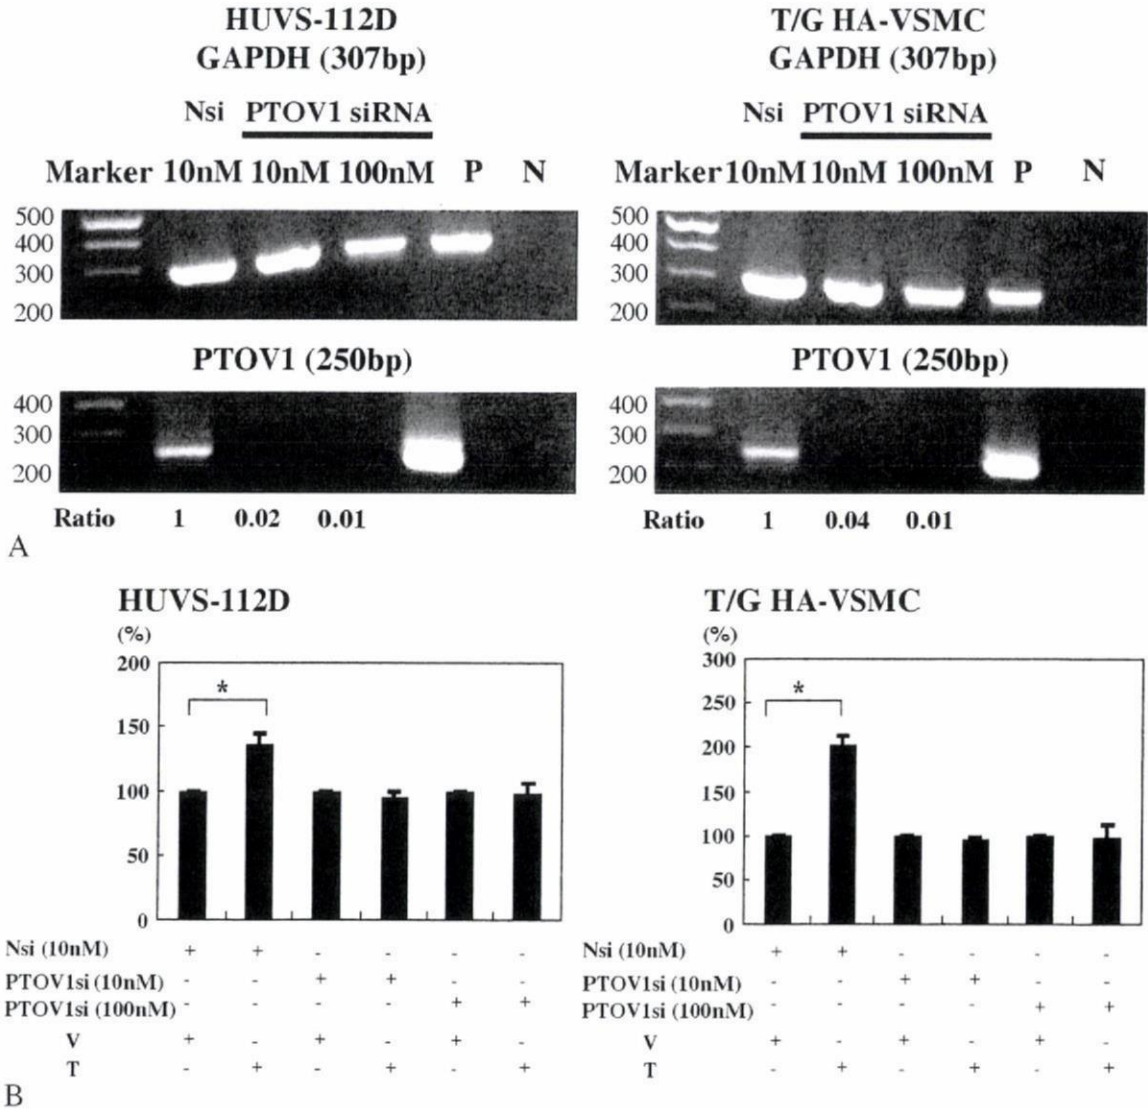 HUVS-112D
GAPDH (307bp)
Nsi PTOV1 siRNA
Marker 10nM 10nM 100nM P N
500
400
300
200
PTOV1 (250bp)
400
300
200
Ratio 1 0.02 0.01
T/G HA-VSMC
GAPDH (307bp)
Nsi PTOV1 siRNA
Marker 10nM 10nM 100nM P N
500
400
300
200
PTOV1 (250bp)
400
300
200
Ratio 1 0.04 0.01
A
HUVS-112D
(%)
200
150
100
50
0
*
Nsi (10nM) + + - - - -
PTOV1si (10nM) - - + + - -
PTOV1si (100nM) - - - - + +
V + - + - + -
T - + - + - +
T/G HA-VSMC
(%)
300
250
200
150
100
50
0
*
Nsi (10nM) + + - - - -
PTOV1si (10nM) - - + + - -
PTOV1si (100nM) - - - - + +
V + - + - + -
T - + - + - +
B